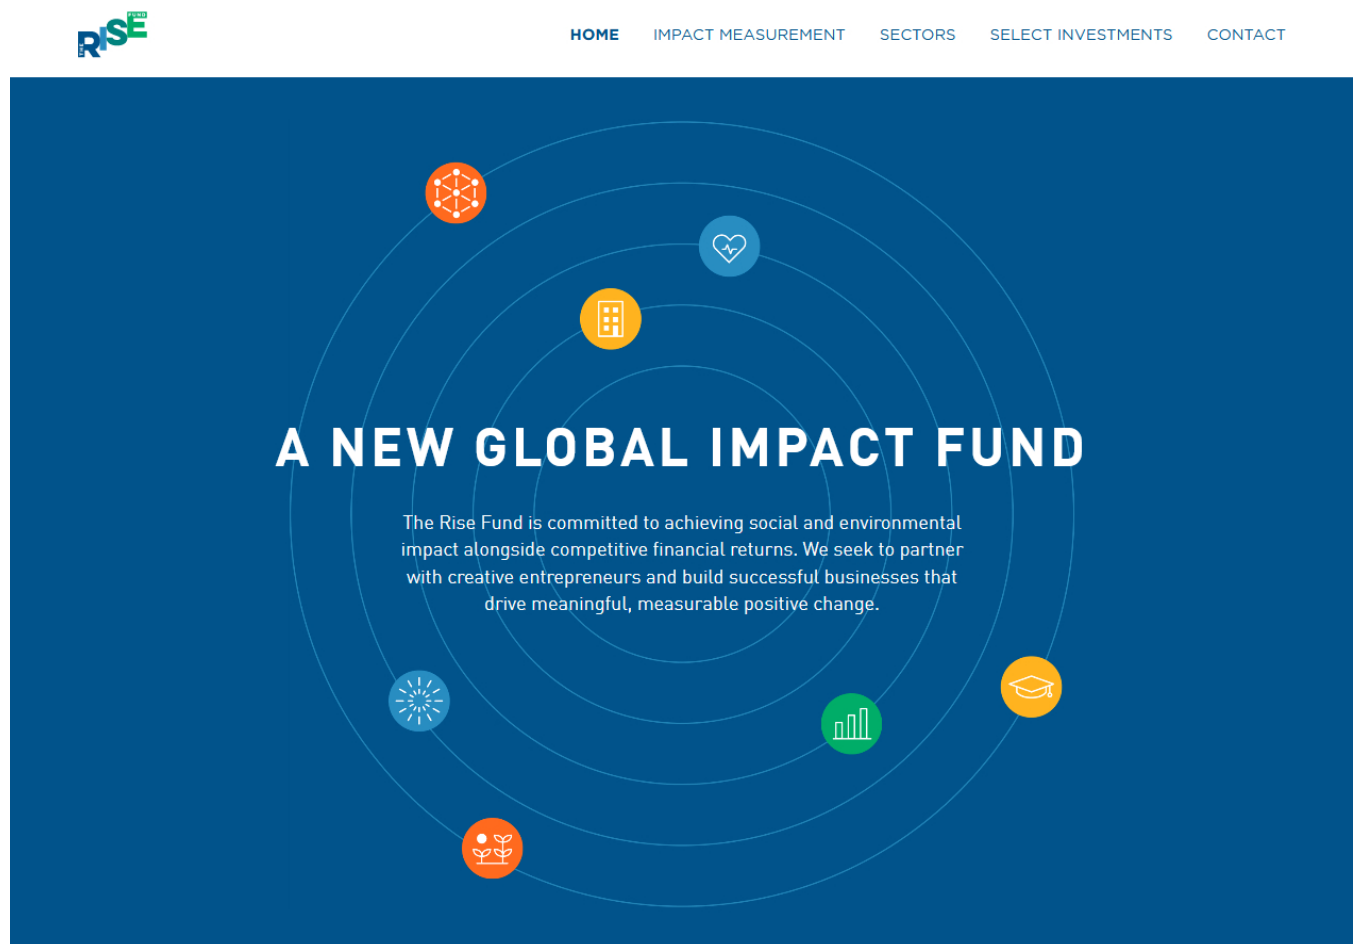 THE RISE FUND
HOME IMPACT MEASUREMENT SECTORS SELECT INVESTMENTS CONTACT
A NEW GLOBAL IMPACT FUND
The Rise Fund is committed to achieving social and environmental
impact alongside competitive financial returns. We seek to partner
with creative entrepreneurs and build successful businesses that
drive meaningful, measurable positive change.